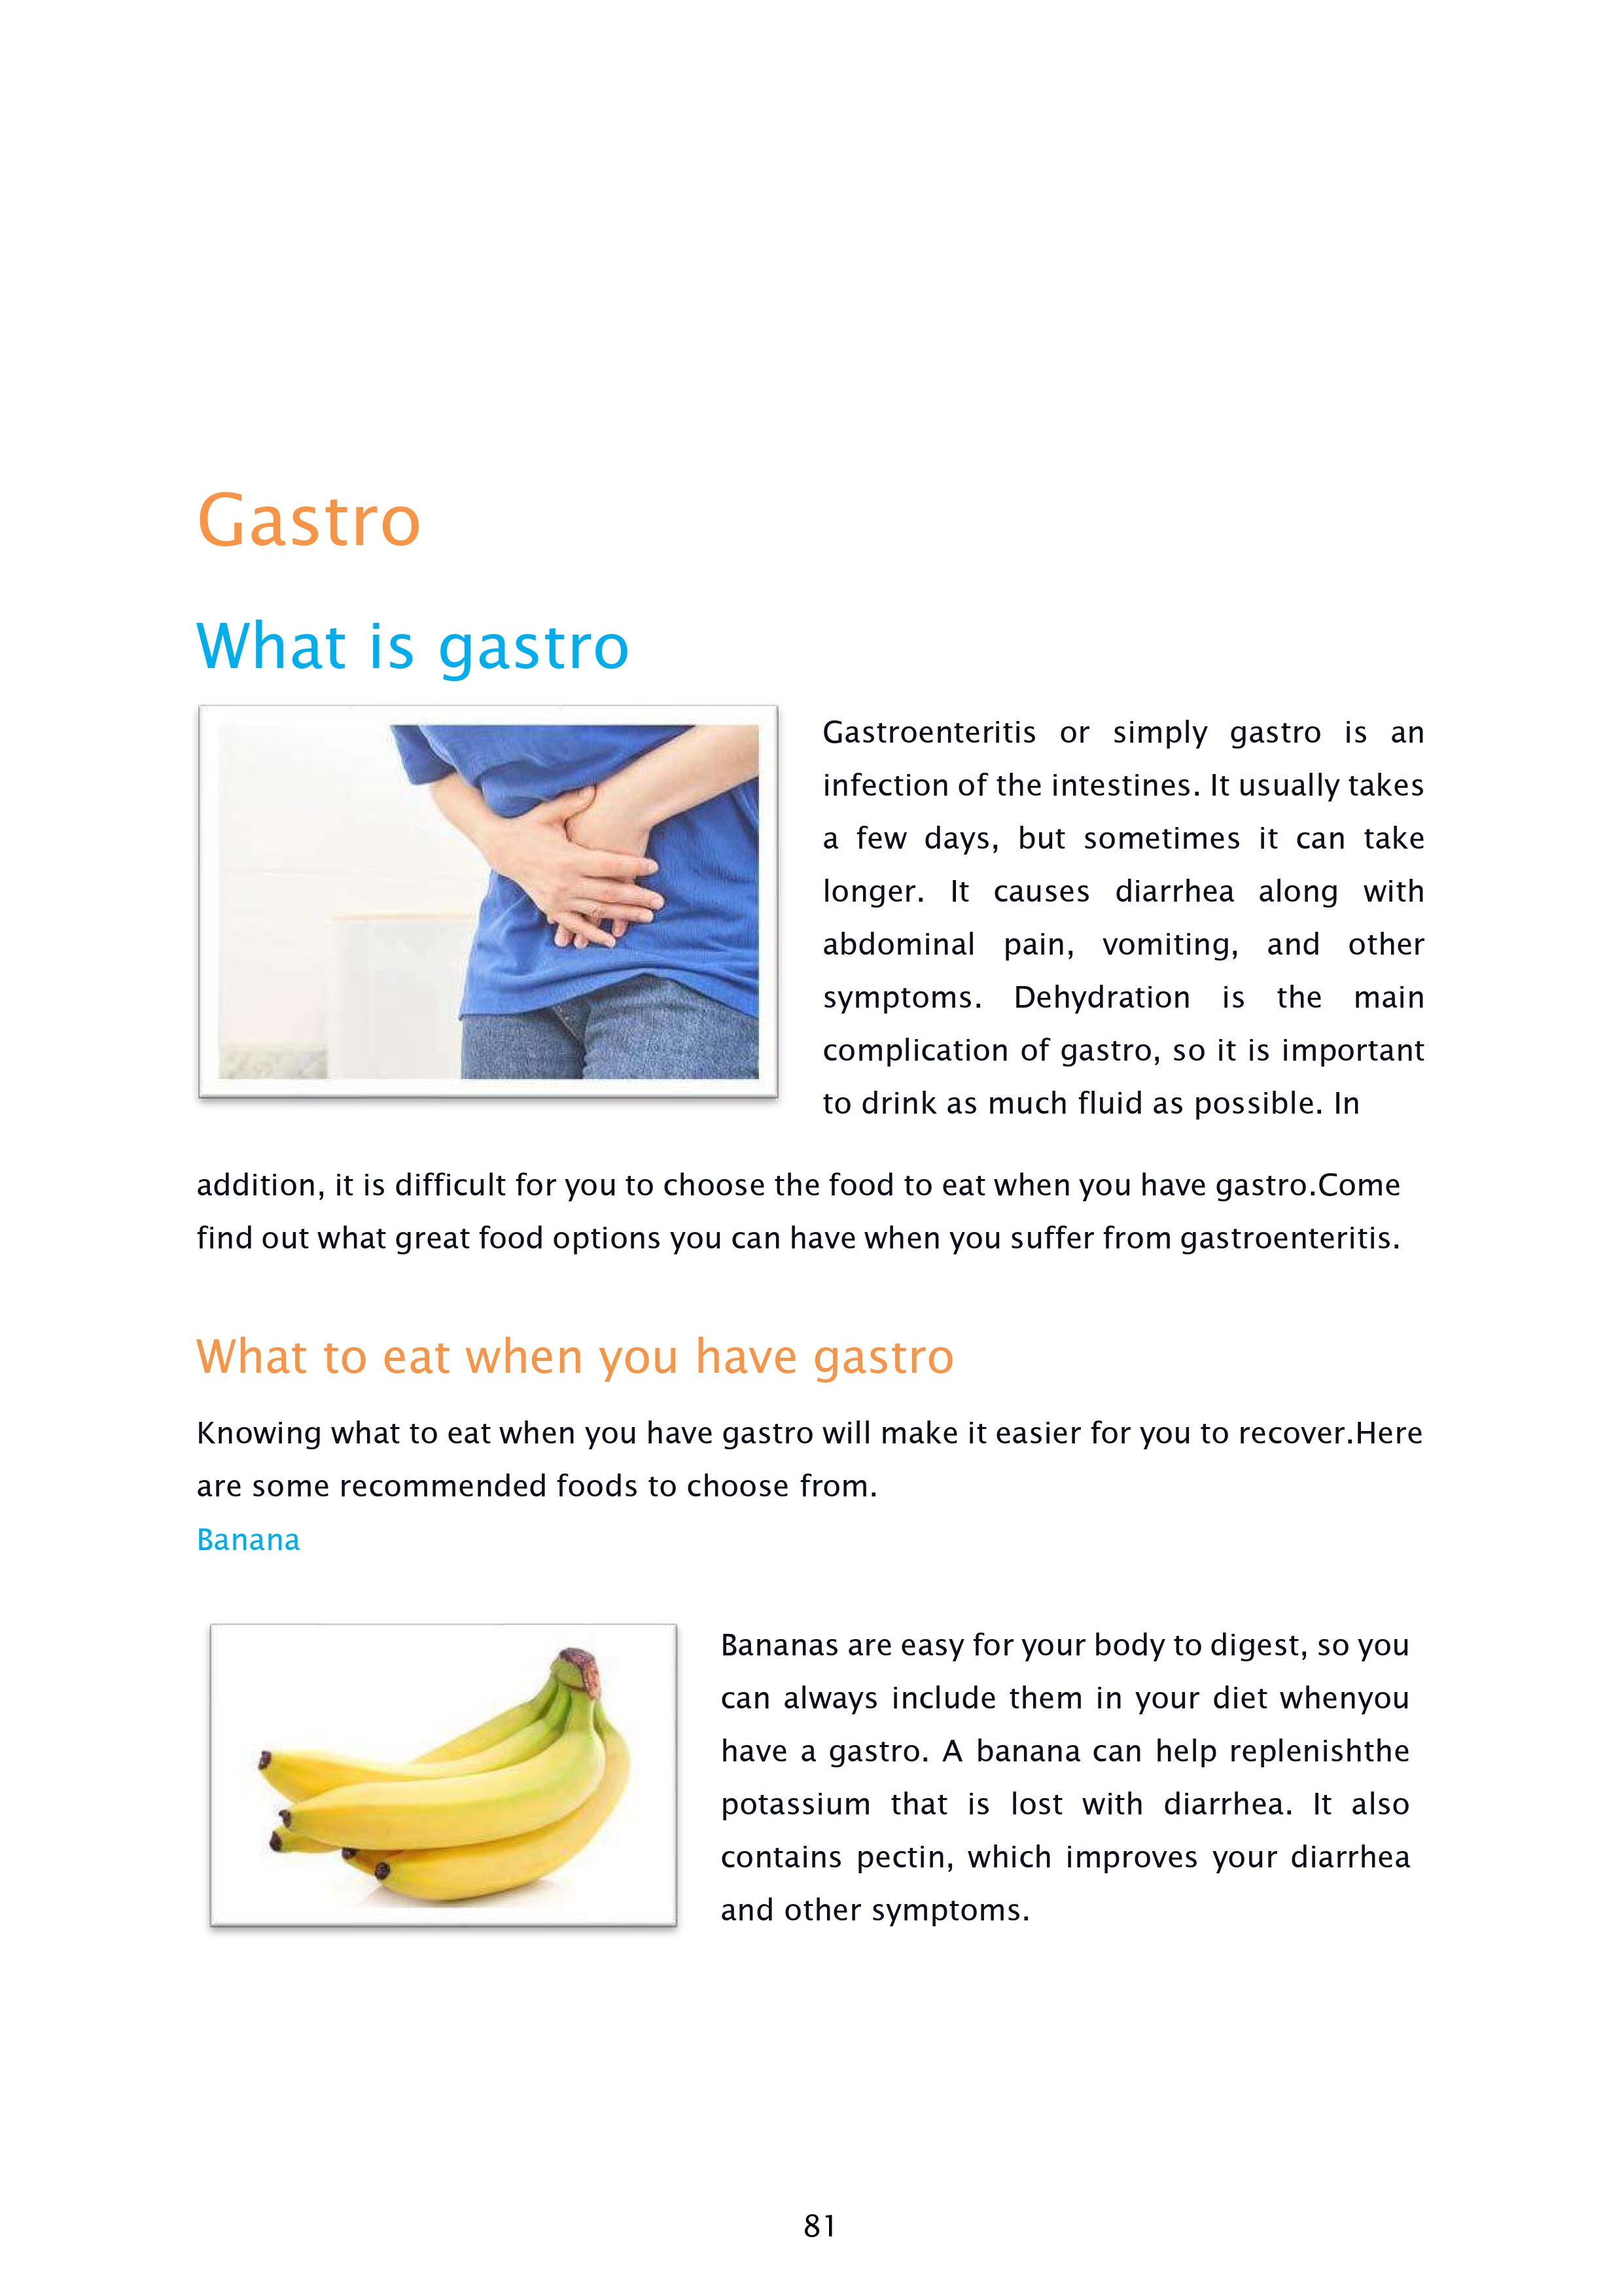 Gastro
What is gastro
Gastroenteritis or simply gastro is an
infection of the intestines. It usually takes
a few days, but sometimes it can take
longer. It causes diarrhea along with
abdominal pain, vomiting, and other
symptoms. Dehydration is the main
complication of gastro, so it is important
to drink as much fluid as possible. In
addition, it is difficult for you to choose the food to eat when you have gastro.Come
find out what great food options you can have when you suffer from gastroenteritis.
What to eat when you have gastro
Knowing what to eat when you have gastro will make it easier for you to recover.Here
are some recommended foods to choose from.
Banana
Bananas are easy for your body to digest, so you
can always include them in your diet whenyou
have a gastro. A banana can help replenishthe
potassium that is lost with diarrhea. It also
contains pectin, which improves your diarrhea
and other symptoms.
81